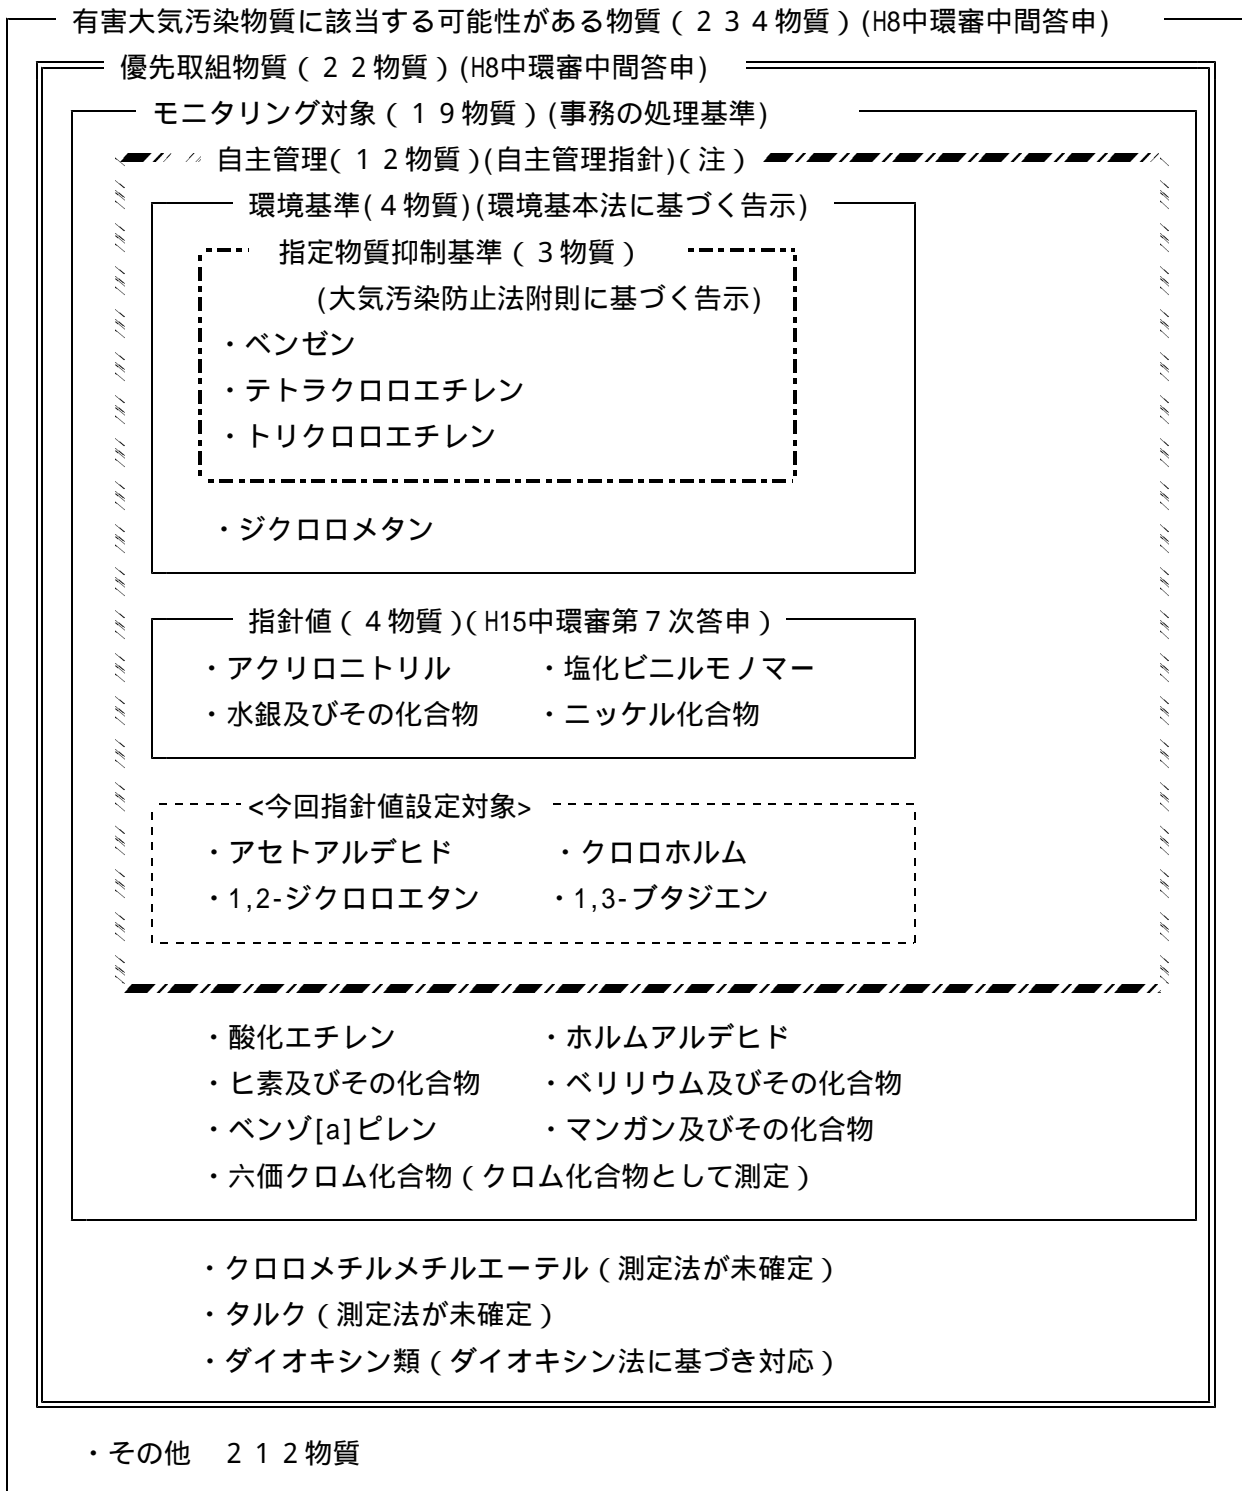 有害大気汚染物質に該当する可能性がある物質(234物質)(H8中環審中間答申)
優先取組物質(22物質)(H8中環審中間答申)
モニタリング対象(19物質)(事務の処理基準)
自主管理(12物質)(自主管理指針)(注)
環境基準(4物質)(環境基本法に基づく告示)
指定物質抑制基準(3物質)
(大気汚染防止法附則に基づく告示)
・ベンゼン
・テトラクロロエチレン
・トリクロロエチレン
・ジクロロメタン
指針値(4物質)(H15中環審第7次答申)
・アクリロニトリル ・塩化ビニルモノマー
・水銀及びその化合物 ・ニッケル化合物
<今回指針値設定対象>
・アセトアルデヒド ・クロロホルム
・1,2-ジクロロエタン ・1,3-ブタジエン
・酸化エチレン ・ホルムアルデヒド
・ヒ素及びその化合物 ・ベリリウム及びその化合物
・ベンゾ[a]ピレン ・マンガン及びその化合物
・六価クロム化合物(クロム化合物として測定)
・クロロメチルメチルエーテル(測定法が未確定)
・タルク(測定法が未確定)
・ダイオキシン類(ダイオキシン法に基づき対応)
・その他 212物質